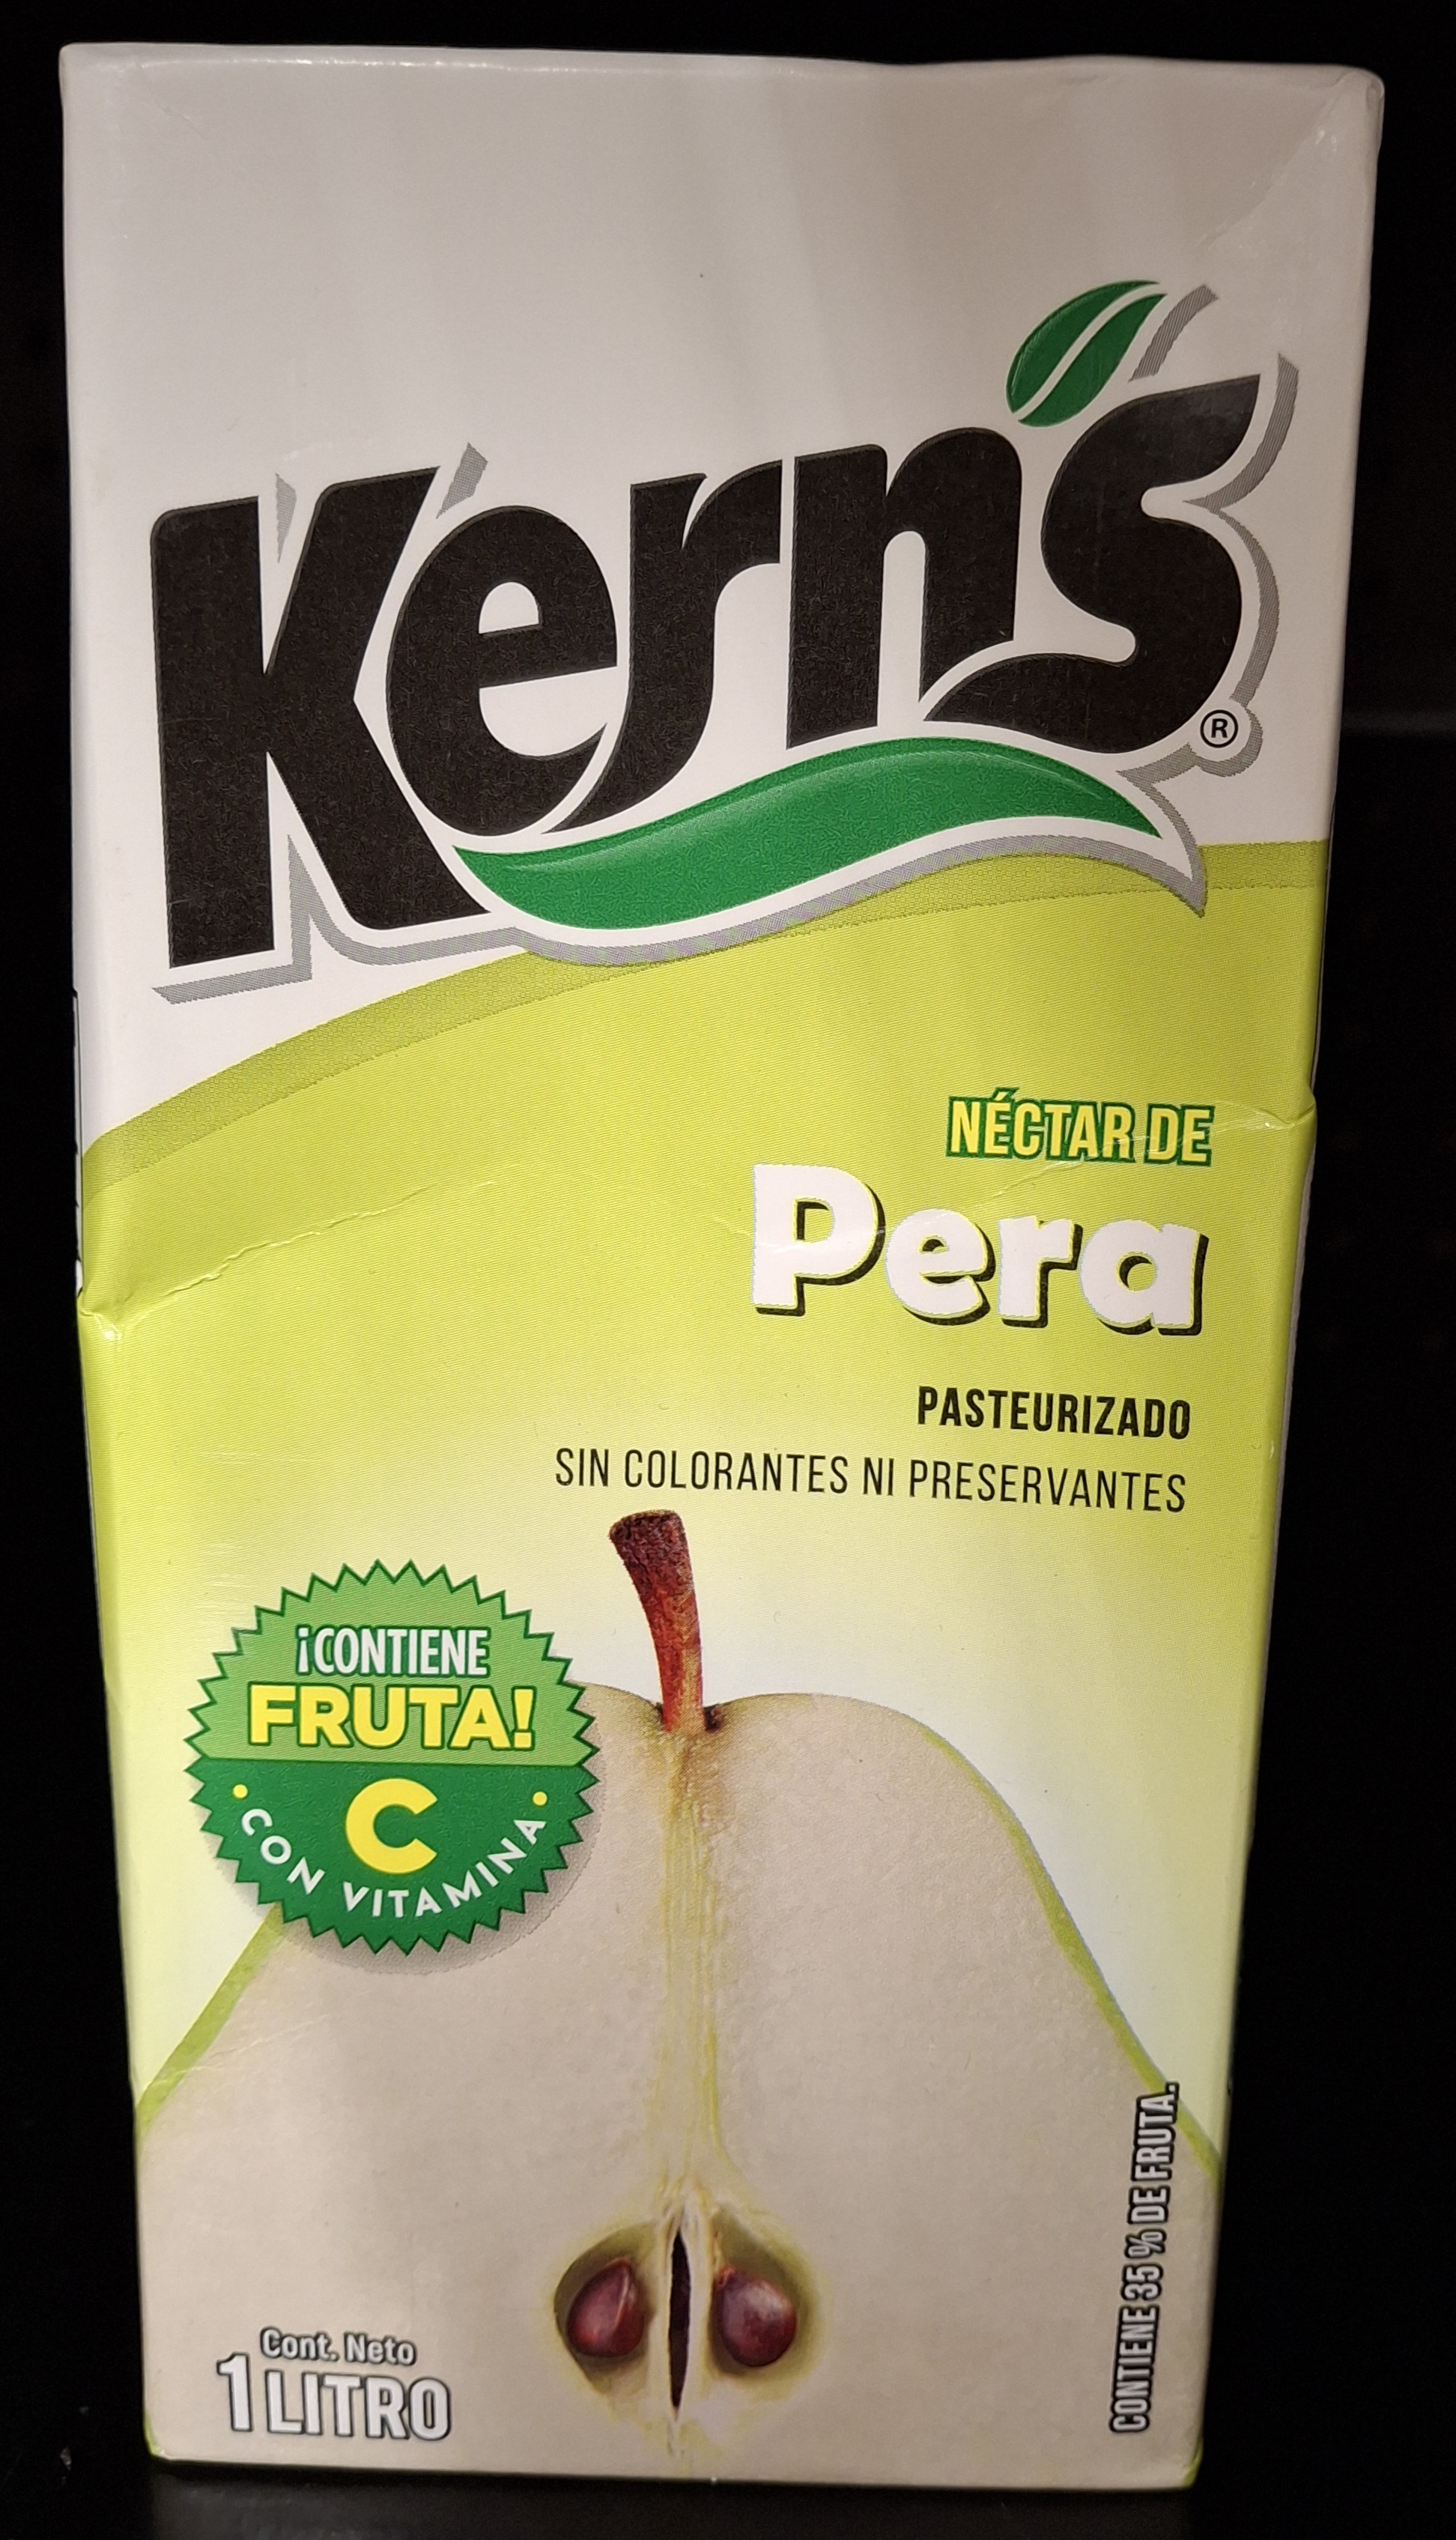 Kern's®
NÉCTAR DE
Pera
PASTEURIZADO
SIN COLORANTES NI PRESERVANTES
¡CONTIENE
FRUTA!
C
CON VITAMINA
Cont. Neto
1 LITRO
CONTIENE 35 % DE FRUTA.